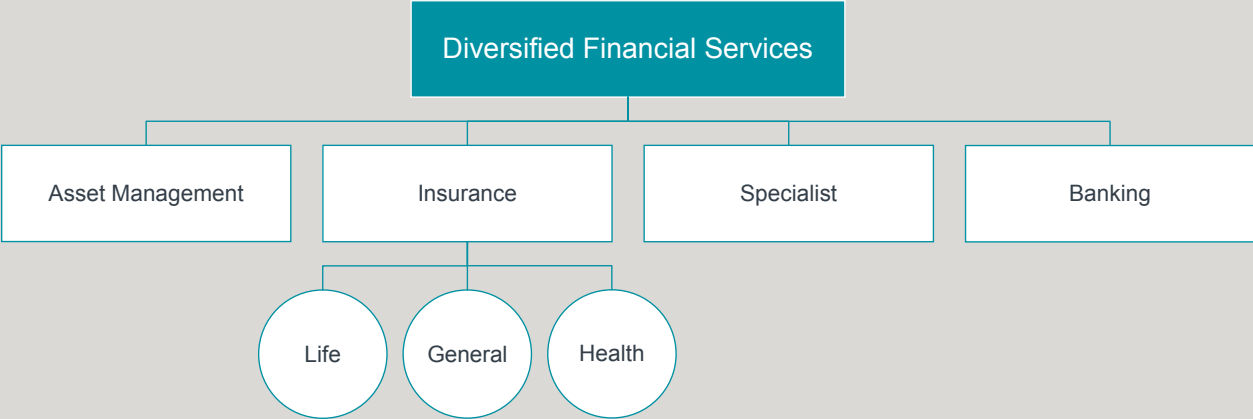 Diversified Financial Services
Asset Management
Insurance
Specialist
Banking
Life
General
Health